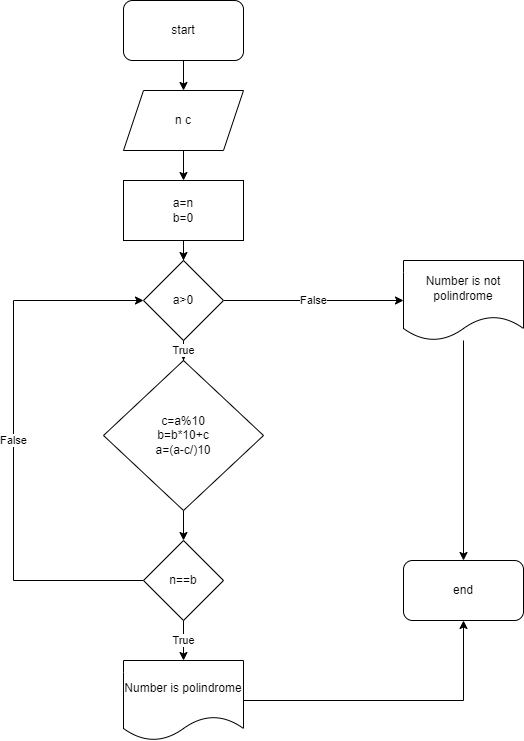 start
n c
a=n
b=0
a>0
False
Number is not
polindrome
True
c=a%10
b=b*10+c
a=(a-c/)10
False
n==b
end
True
Number is polindrome